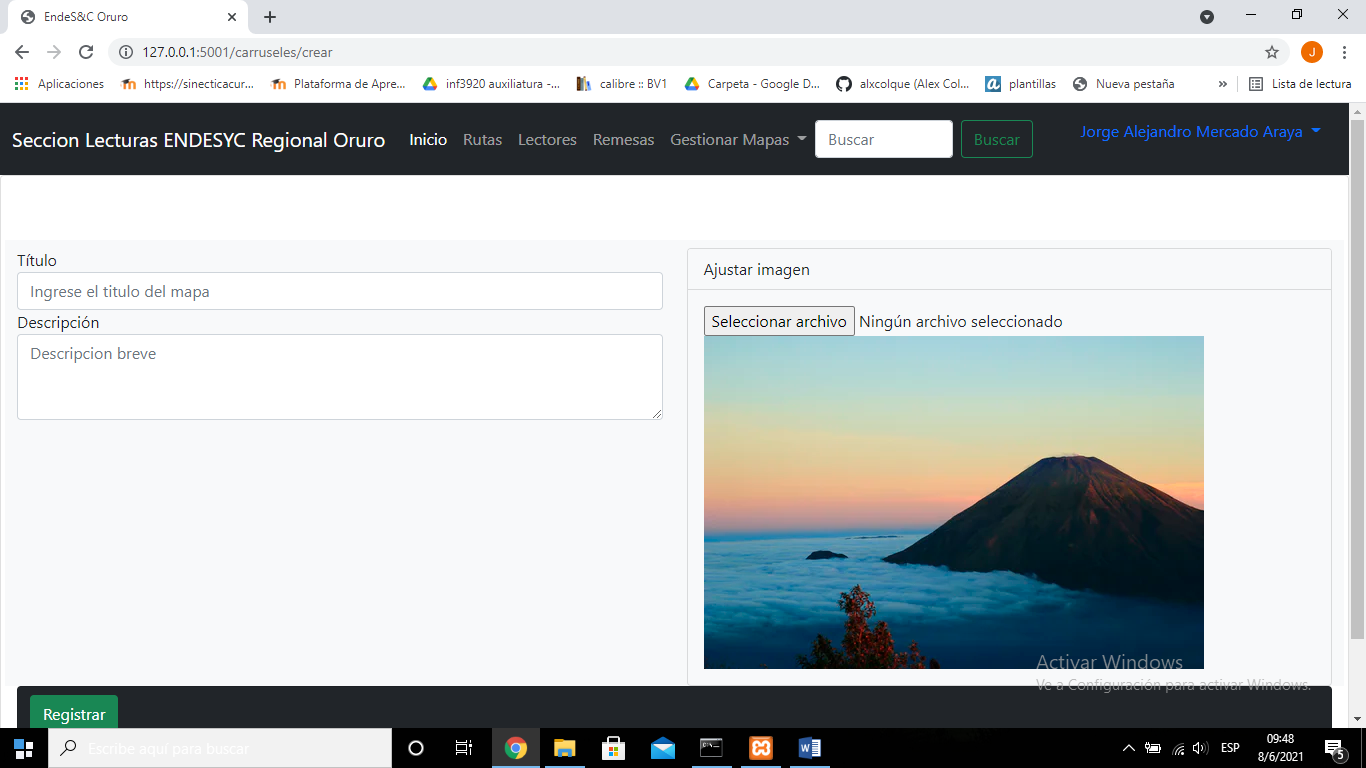 EndeS&C Oruro
127.0.0.1:5001/carruseles/crear
J
Aplicaciones https://sinecticacur... Plataforma de Apre... inf3920 auxiliatura -... calibre :: BV1 Carpeta - Google D... alxcolque (Alex Col... plantillas Nueva pestaña » Lista de lectura
Seccion Lecturas ENDESYC Regional Oruro Inicio Rutas Lectores Remesas Gestionar Mapas Buscar Buscar Jorge Alejandro Mercado Araya
Título
Ingrese el titulo del mapa
Descripción
Descripcion breve
Ajustar imagen
Seleccionar archivo Ningún archivo seleccionado
Activar Windows
Ve a Configuración para activar Windows.
Registrar
Escribe aquí para buscar
ESP
09:48
8/6/2021
5